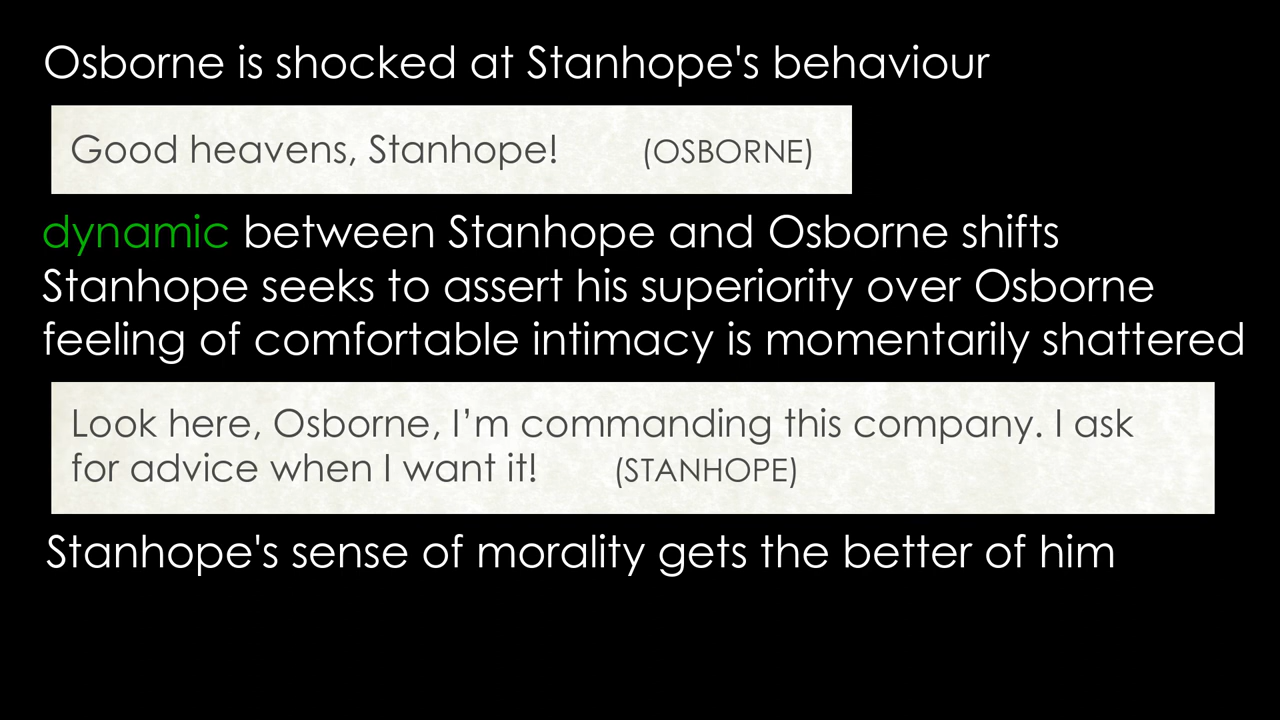 Osborne is shocked at Stanhope's behaviour
Good heavens, Stanhope! (OSBORNE)
dynamic between Stanhope and Osborne shifts
Stanhope seeks to assert his superiority over Osborne
feeling of comfortable intimacy is momentarily shattered
Look here, Osborne, I’m commanding this company. I ask
for advice when I want it! (STANHOPE)
Stanhope's sense of morality gets the better of him